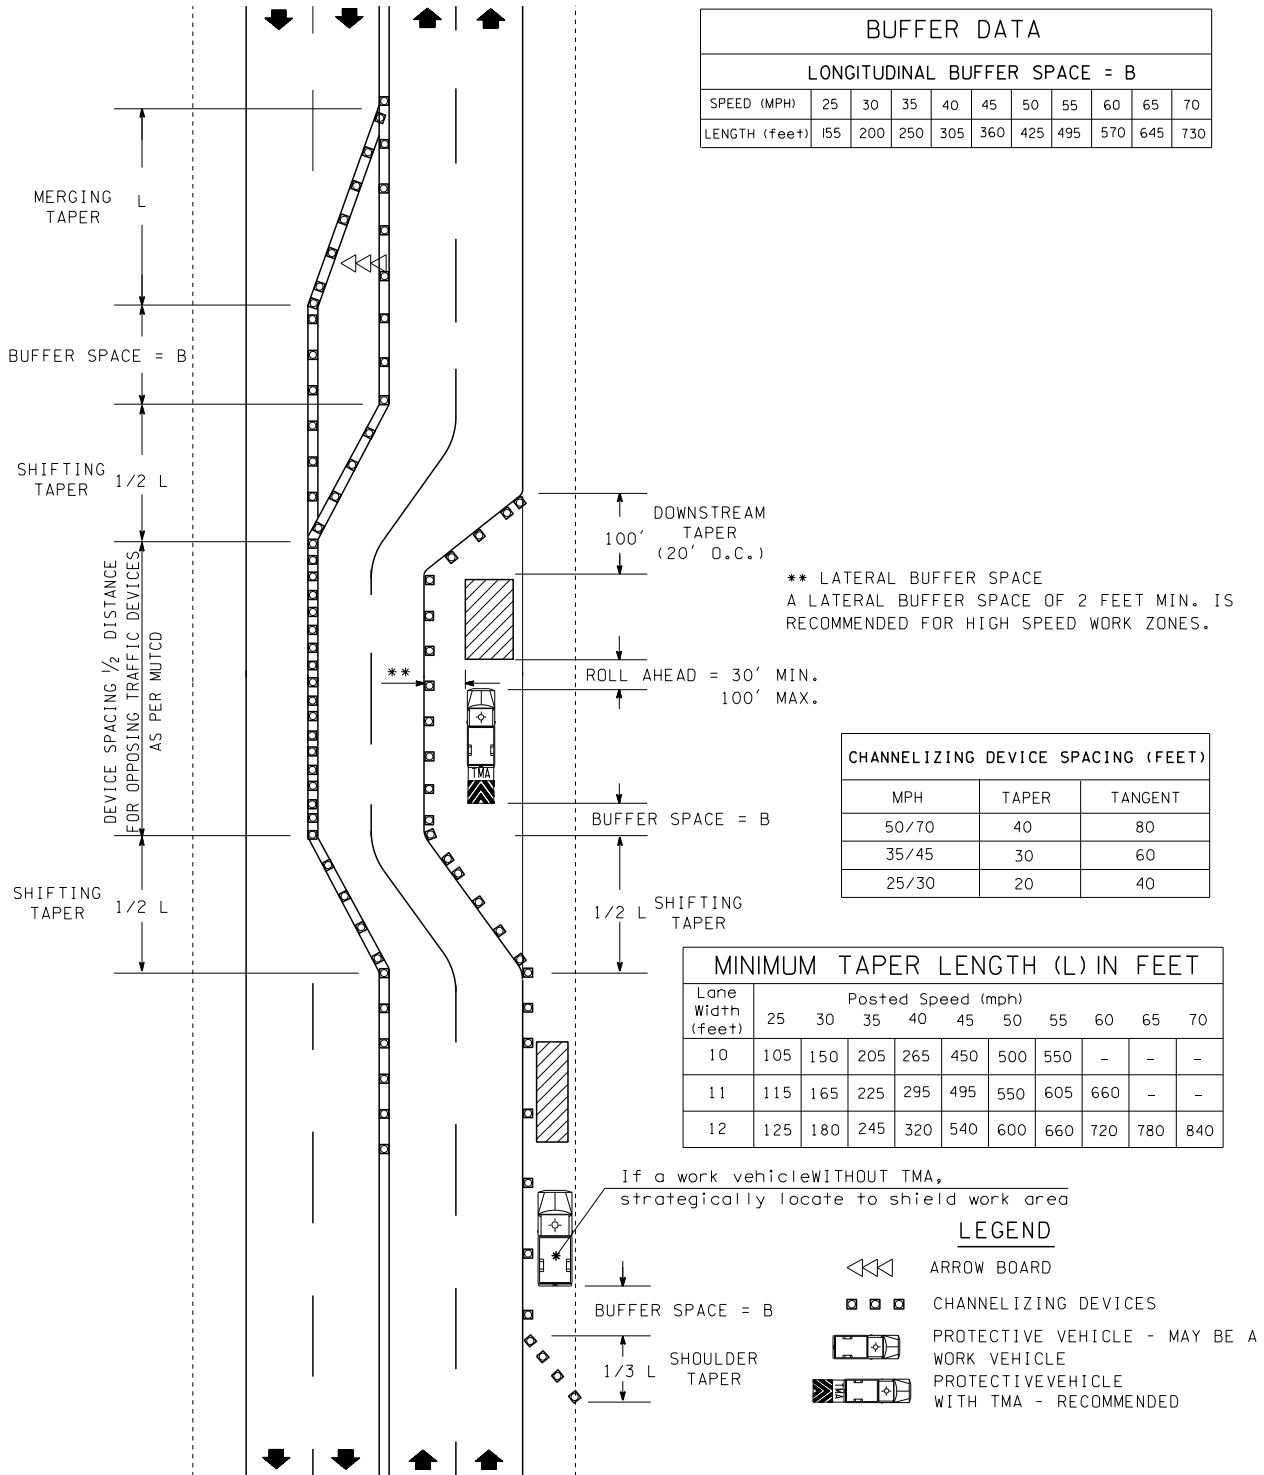 BUFFER DATA
LONGITUDINAL BUFFER SPACE = B
SPEED (MPH) 25 30 35 40 45 50 55 60 65 70
LENGTH (feet) 155 200 250 305 360 425 495 570 645 730
MERGING
TAPER
L
BUFFER SPACE = B
SHIFTING
TAPER
1/2 L
DEVICE SPACING 1/2 DISTANCE
FOR OPPOSING TRAFFIC DEVICES
AS PER MUTCD
SHIFTING
TAPER
1/2 L
DOWNSTREAM
TAPER
(20' O.C.)
100'
** LATERAL BUFFER SPACE
A LATERAL BUFFER SPACE OF 2 FEET MIN. IS
RECOMMENDED FOR HIGH SPEED WORK ZONES.
**
ROLL AHEAD = 30' MIN.
100' MAX.
TMA
BUFFER SPACE = B
1/2 L
SHIFTING
TAPER
CHANNELIZING DEVICE SPACING (FEET)
MPH TAPER TANGENT
50/70 40 80
35/45 30 60
25/30 20 40
MINIMUM TAPER LENGTH (L) IN FEET
Lane
Width
(feet)
Posted Speed (mph)
25 30 35 40 45 50 55 60 65 70
10 105 150 205 265 450 500 550 - - -
11 115 165 225 295 495 550 605 660 - -
12 125 180 245 320 540 600 660 720 780 840
If a work vehicleWITHOUT TMA,
strategically locate to shield work area
*
BUFFER SPACE = B
1/3 L
SHOULDER
TAPER
LEGEND
ARROW BOARD
CHANNELIZING DEVICES
PROTECTIVE VEHICLE - MAY BE A
WORK VEHICLE
TMA
PROTECTIVEVEHICLE
WITH TMA - RECOMMENDED